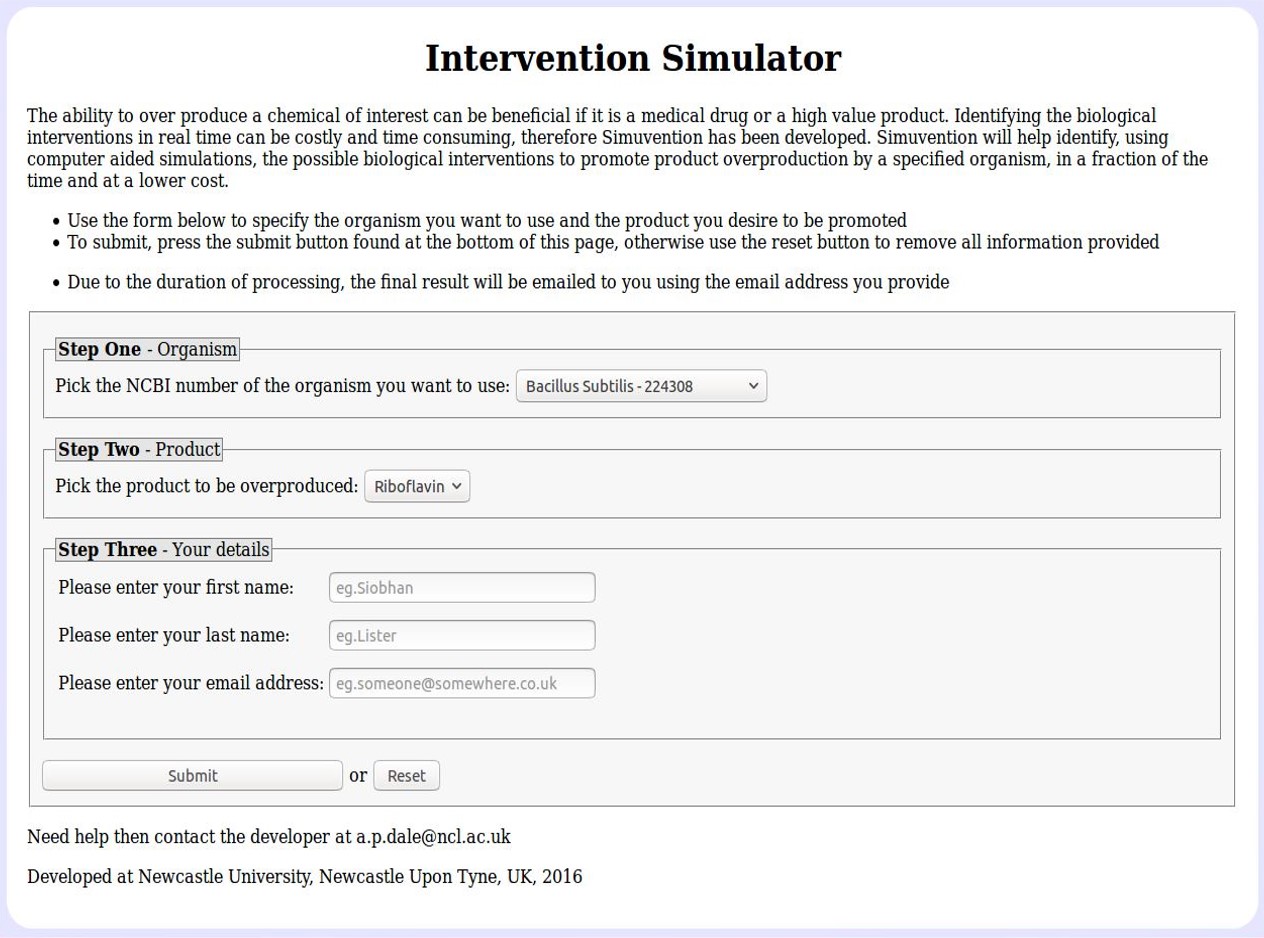 Intervention Simulator
The ability to over produce a chemical of interest can be beneficial if it is a medical drug or a high value product. Identifying the biological
interventions in real time can be costly and time consuming, therefore Simuvention has been developed. Simuvention will help identify, using
computer aided simulations, the possible biological interventions to promote product overproduction by a specified organism, in a fraction of the
time and at a lower cost.
• Use the form below to specify the organism you want to use and the product you desire to be promoted
• To submit, press the submit button found at the bottom of this page, otherwise use the reset button to remove all information provided
• Due to the duration of processing, the final result will be emailed to you using the email address you provide
Step One - Organism
Pick the NCBI number of the organism you want to use: Bacillus Subtilis - 224308
Step Two - Product
Pick the product to be overproduced: Riboflavin
Step Three - Your details
Please enter your first name: eg.Siobhan
Please enter your last name: eg.Lister
Please enter your email address: eg.someone@somewhere.co.uk
Submit or Reset
Need help then contact the developer at a.p.dale@ncl.ac.uk
Developed at Newcastle University, Newcastle Upon Tyne, UK, 2016